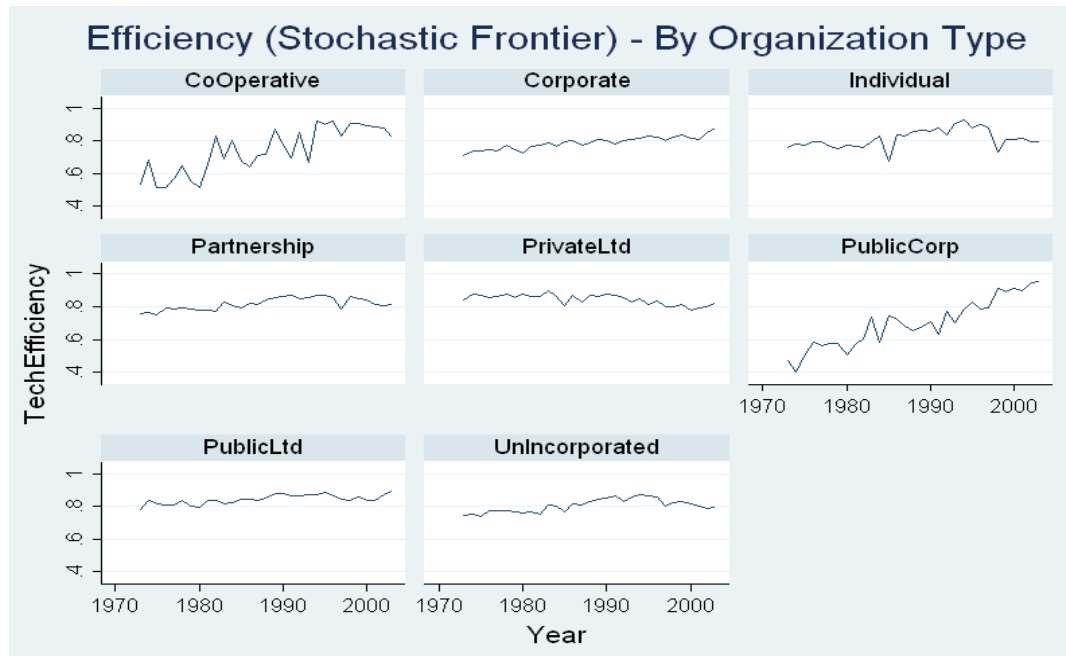 Efficiency (Stochastic Frontier) - By Organization Type
CoOperative
Corporate
Individual
1
.8
.6
.4
Partnership
PrivateLtd
PublicCorp
1
.8
.6
.4
1970 1980 1990 2000
PublicLtd
UnIncorporated
1
.8
.6
.4
1970 1980 1990 2000
1970 1980 1990 2000
TechEfficiency
Year